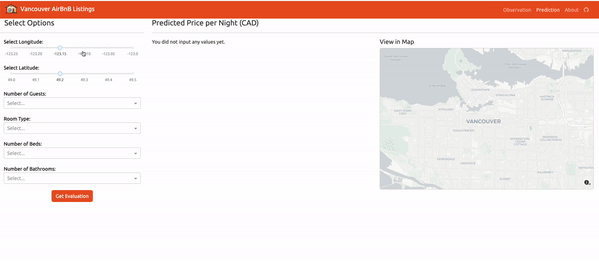 Vancouver AirBnB Listings
Observation Prediction About
Select Options
Predicted Price per Night (CAD)
Select Longitude:
You did not input any values yet.
View in Map
-123.25 -123.20 -123.15 -123.05 -123.0
Select Latitude:
49.0 49.1 49.2 49.3 49.4 49.5
Number of Guests:
Select...
Room Type:
Select...
Number of Beds:
Select...
Number of Bathrooms:
Select...
Get Evaluation
VANCOUVER